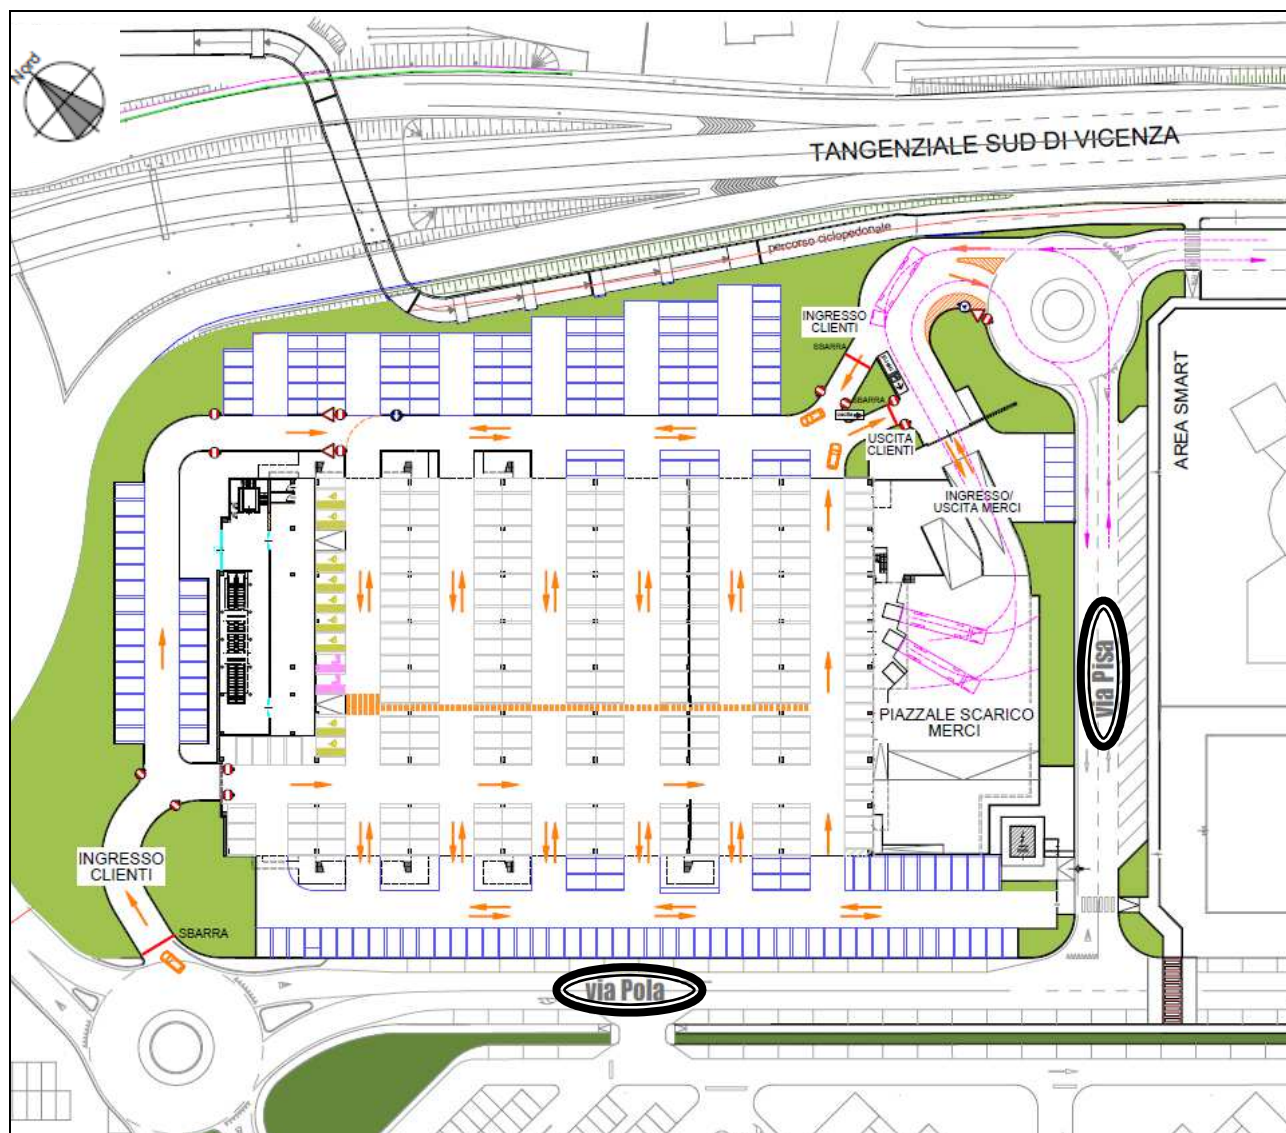 Nord
TANGENZIALE SUD DI VICENZA
percorso ciclopedonale
INGRESSO
CLIENTI
SBARRA
SBARRA
USCITA
CLIENTI
AREA SMART
INGRESSO/
USCITA MERCI
via Pisa
PIAZZALE SCARICO
MERCI
INGRESSO
CLIENTI
SBARRA
via Pola